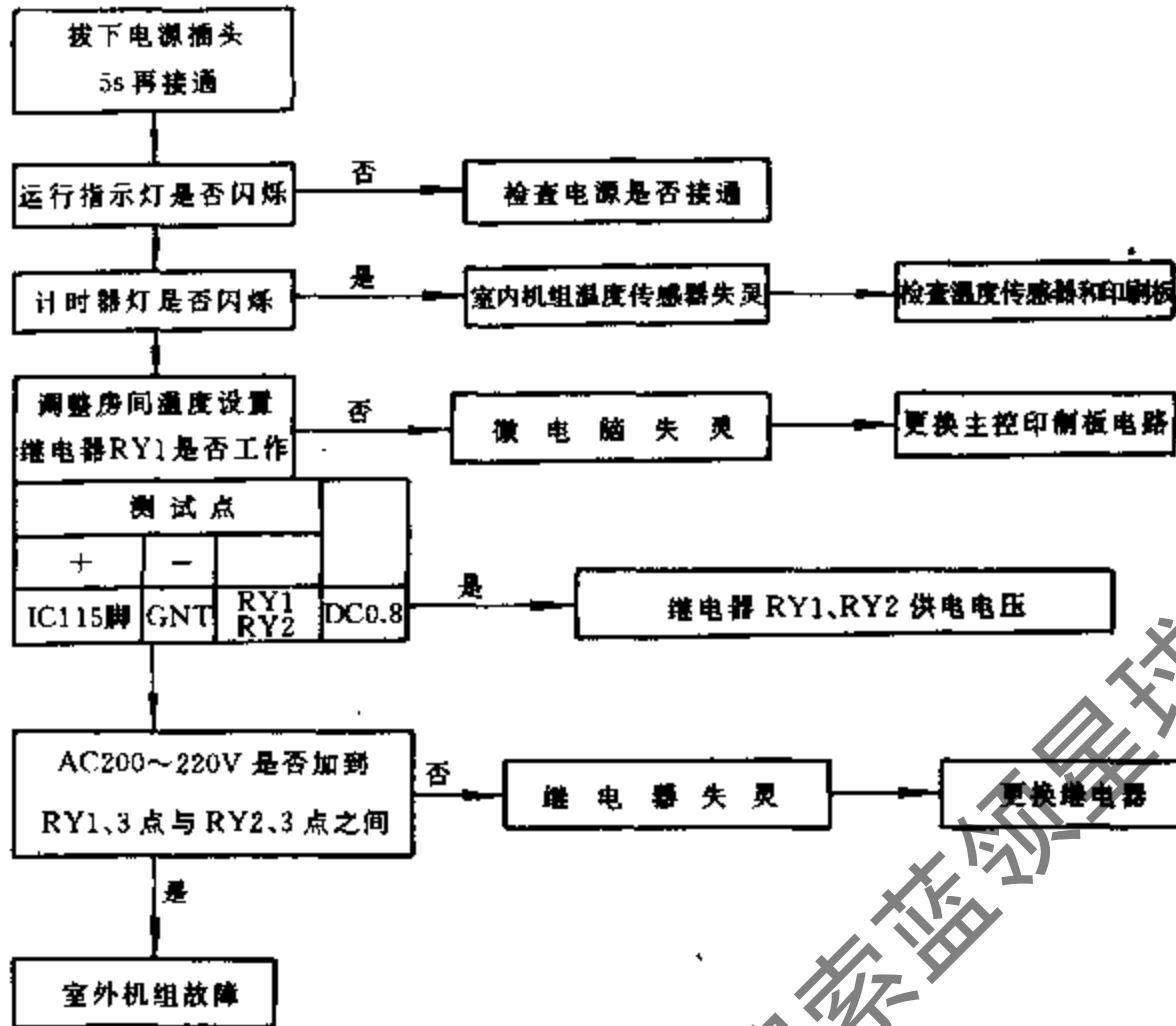 拔下电源插头
5s再接通
运行指示灯是否闪烁
否
检查电源是否接通
计时器灯是否闪烁
是
室内机组温度传感器失灵
检查温度传感器和印刷板
调整房间温度设置
继电器RY1是否工作
否
微电脑失灵
更换主控印制板电路
测试点
+
−
IC115脚
GNT
RY1
RY2
DC0.8
是
继电器RY1、RY2供电电压
AC200~220V是否加到
RY1、3点与RY2、3点之间
否
继电器失灵
更换继电器
是
室外机组故障
索蓝领星球